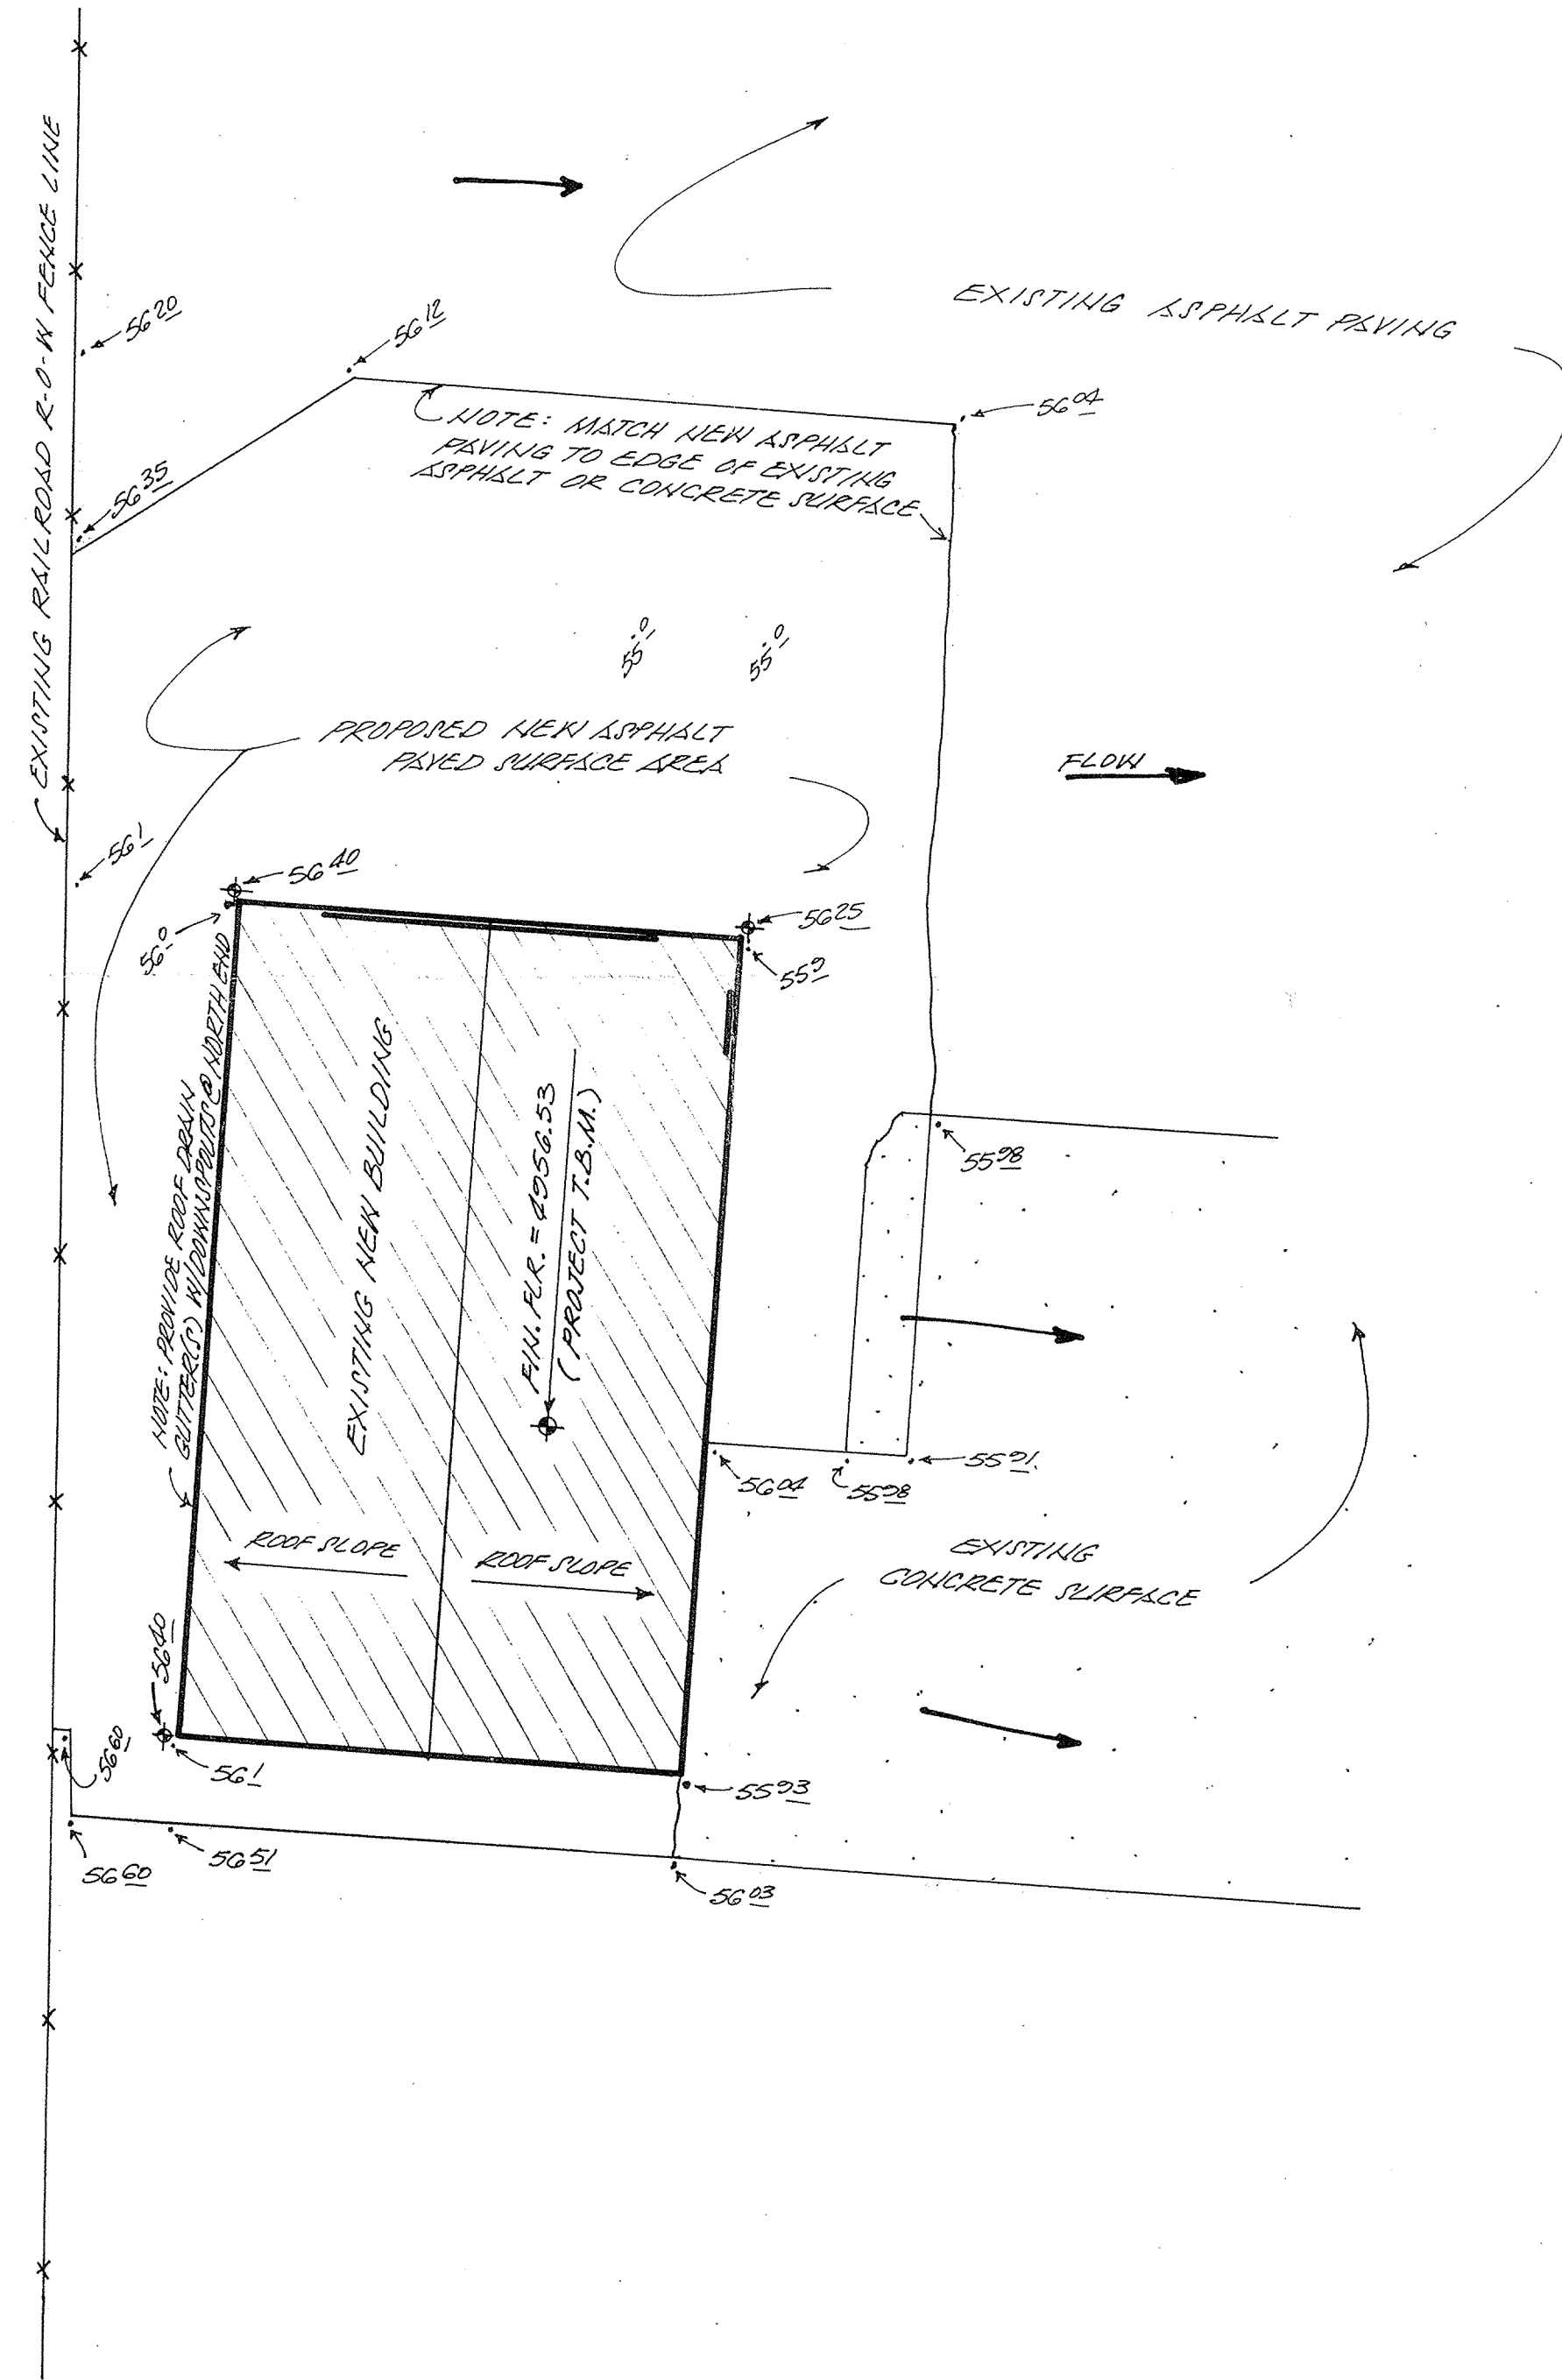 EXISTING RAILROAD R-O-W FENCE LINE
56 20
56 12
EXISTING ASPHALT PAVING
56 04
NOTE: MATCH NEW ASPHALT
PAVING TO EDGE OF EXISTING
ASPHALT OR CONCRETE SURFACE
56 35
55.0
55.0
PROPOSED NEW ASPHALT
PAVED SURFACE AREA
FLOW
56 1
56 40
56 25
56.0
55 9
NOTE: PROVIDE ROOF DRAIN
GUTTER(S) W/DOWNSPOUTS @ NORTH END
EXISTING NEW BUILDING
FIN. FLR. = 4956.53
(PROJECT T.B.M.)
55 98
56 04
55 98
55 91
EXISTING
CONCRETE SURFACE
ROOF SLOPE
ROOF SLOPE
56 40
56 60
56 1
55 93
56 60
56 51
56 03